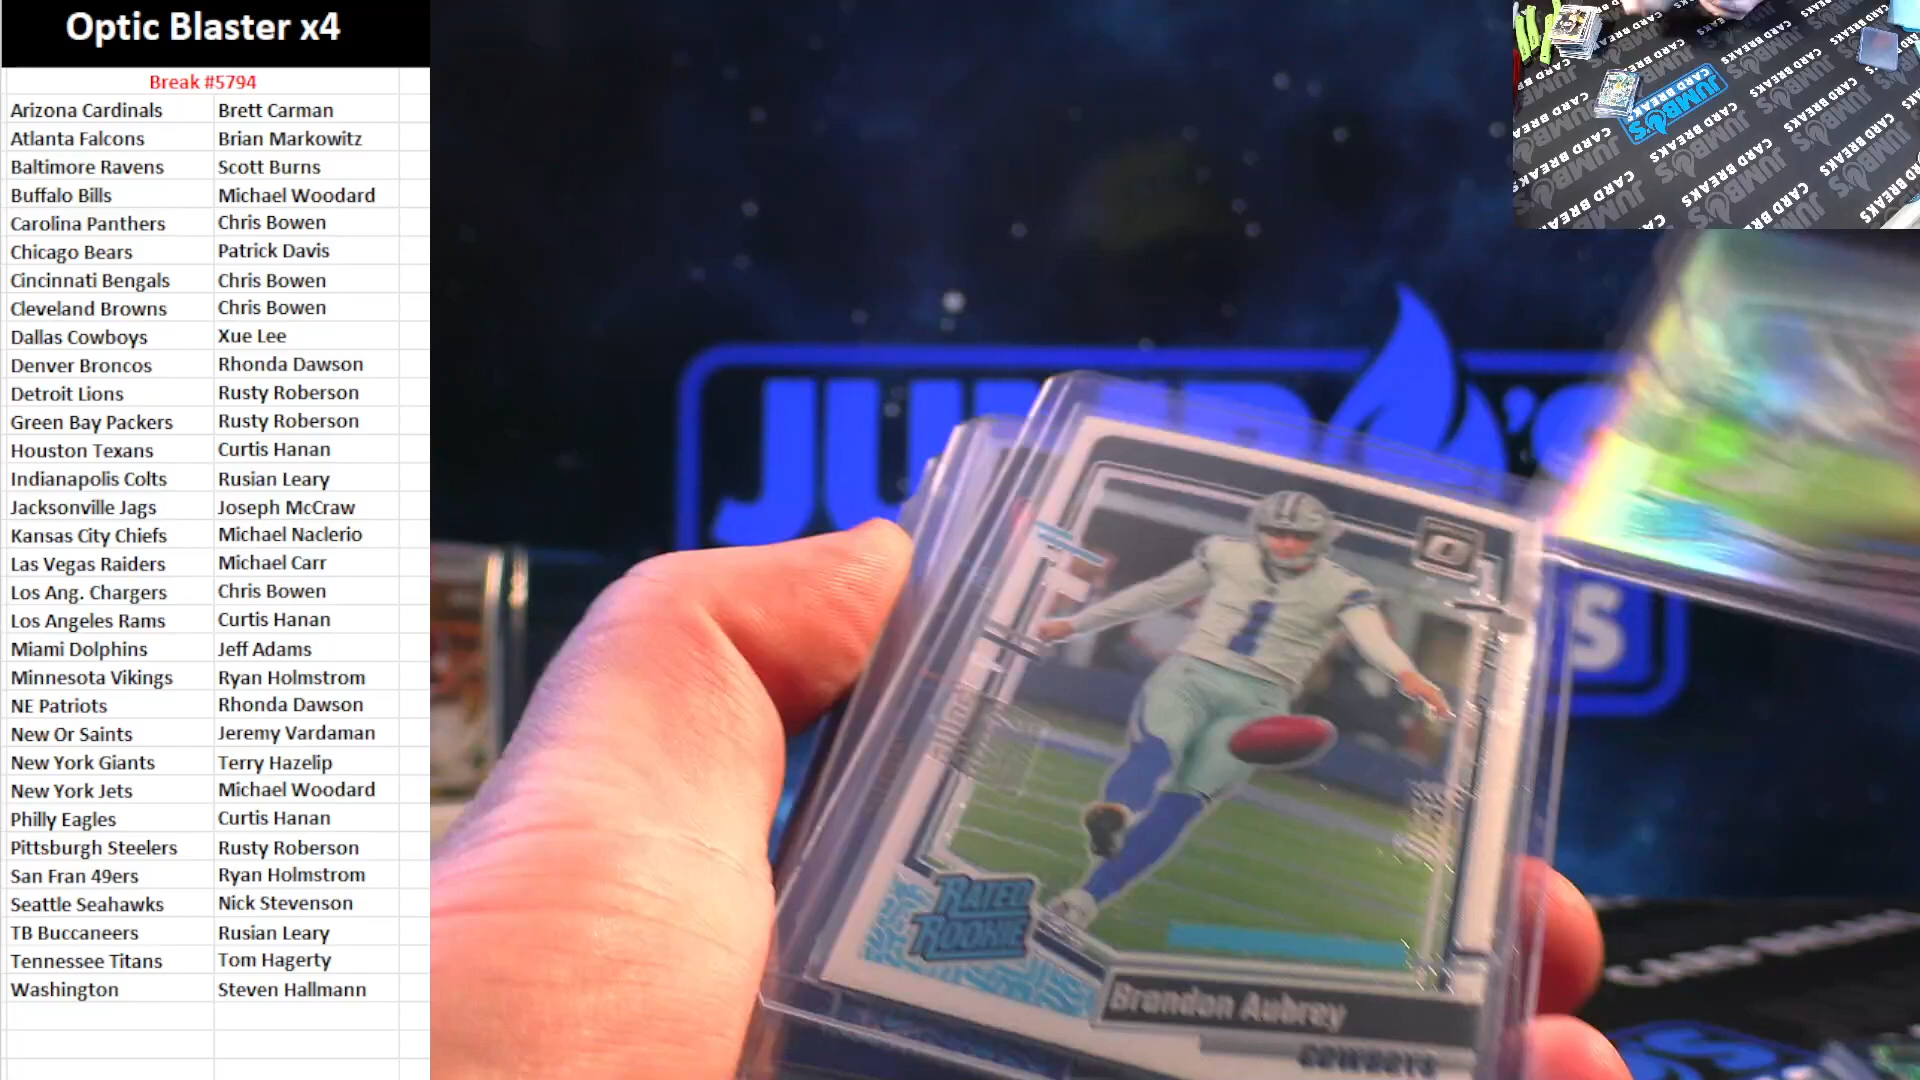 Optic Blaster x4
Break #5794
Arizona Cardinals Brett Carman
Atlanta Falcons Brian Markowitz
Baltimore Ravens Scott Burns
Buffalo Bills Michael Woodard
Carolina Panthers Chris Bowen
Chicago Bears Patrick Davis
Cincinnati Bengals Chris Bowen
Cleveland Browns Chris Bowen
Dallas Cowboys Xue Lee
Denver Broncos Rhonda Dawson
Detroit Lions Rusty Roberson
Green Bay Packers Rusty Roberson
Houston Texans Curtis Hanan
Indianapolis Colts Rusian Leary
Jacksonville Jags Joseph McCraw
Kansas City Chiefs Michael Naclerio
Las Vegas Raiders Michael Carr
Los Ang. Chargers Chris Bowen
Los Angeles Rams Curtis Hanan
Miami Dolphins Jeff Adams
Minnesota Vikings Ryan Holmstrom
NE Patriots Rhonda Dawson
New Or Saints Jeremy Vardaman
New York Giants Terry Hazelip
New York Jets Michael Woodard
Philly Eagles Curtis Hanan
Pittsburgh Steelers Rusty Roberson
San Fran 49ers Ryan Holmstrom
Seattle Seahawks Nick Stevenson
TB Buccaneers Rusian Leary
Tennessee Titans Tom Hagerty
Washington Steven Hallmann
JUMBO'S
CARD BREAKS
1
RATED
ROOKIE
Brandon Aubrey
COWBOYS